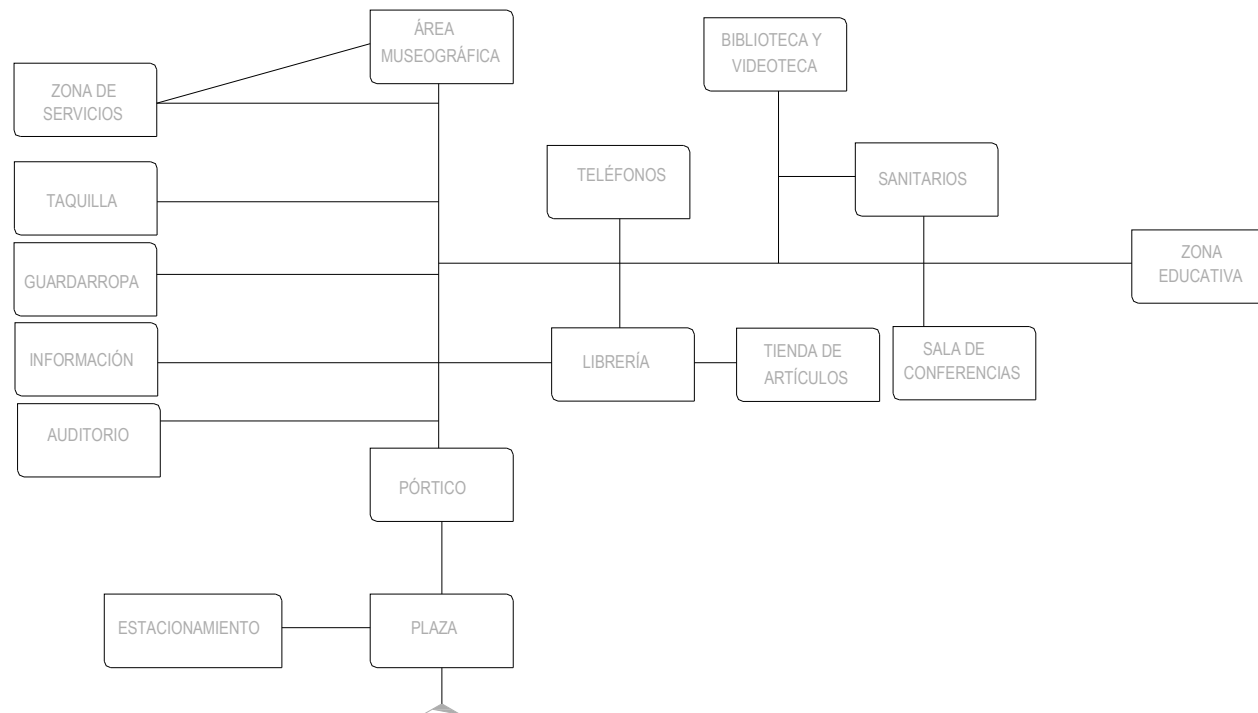 ÁREA
MUSEOGRÁFICA
BIBLIOTECA Y
VIDEOTECA
ZONA DE
SERVICIOS
TELÉFONOS
SANITARIOS
TAQUILLA
ZONA
EDUCATIVA
GUARDARROPA
INFORMACIÓN
LIBRERÍA
TIENDA DE
ARTÍCULOS
SALA DE
CONFERENCIAS
AUDITORIO
PÓRTICO
ESTACIONAMIENTO
PLAZA